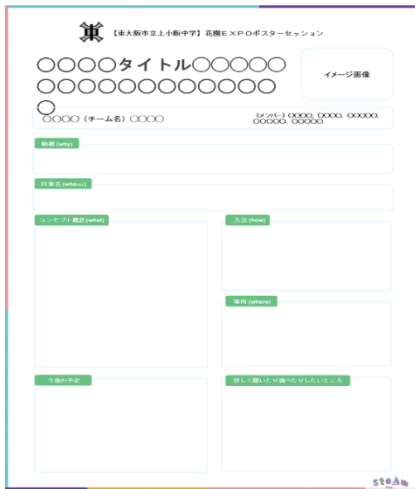 【東大阪市立上小阪中学】花園EXPOポスターセッション
〇〇〇〇タイトル〇〇〇〇〇
〇〇〇〇〇〇〇〇〇〇〇〇
〇
イメージ画像
〇〇〇〇 (チーム名) 〇〇〇〇
(メンバー) 〇〇〇〇、〇〇〇〇、〇〇〇〇〇、
〇〇〇〇〇、〇〇〇〇〇
(why)
対象者 (whom)
コンセプト概要 (what)
方法 (how)
場所 (where)
今後の予定
詳しく聞いたり調べたりしたいところ
steAm